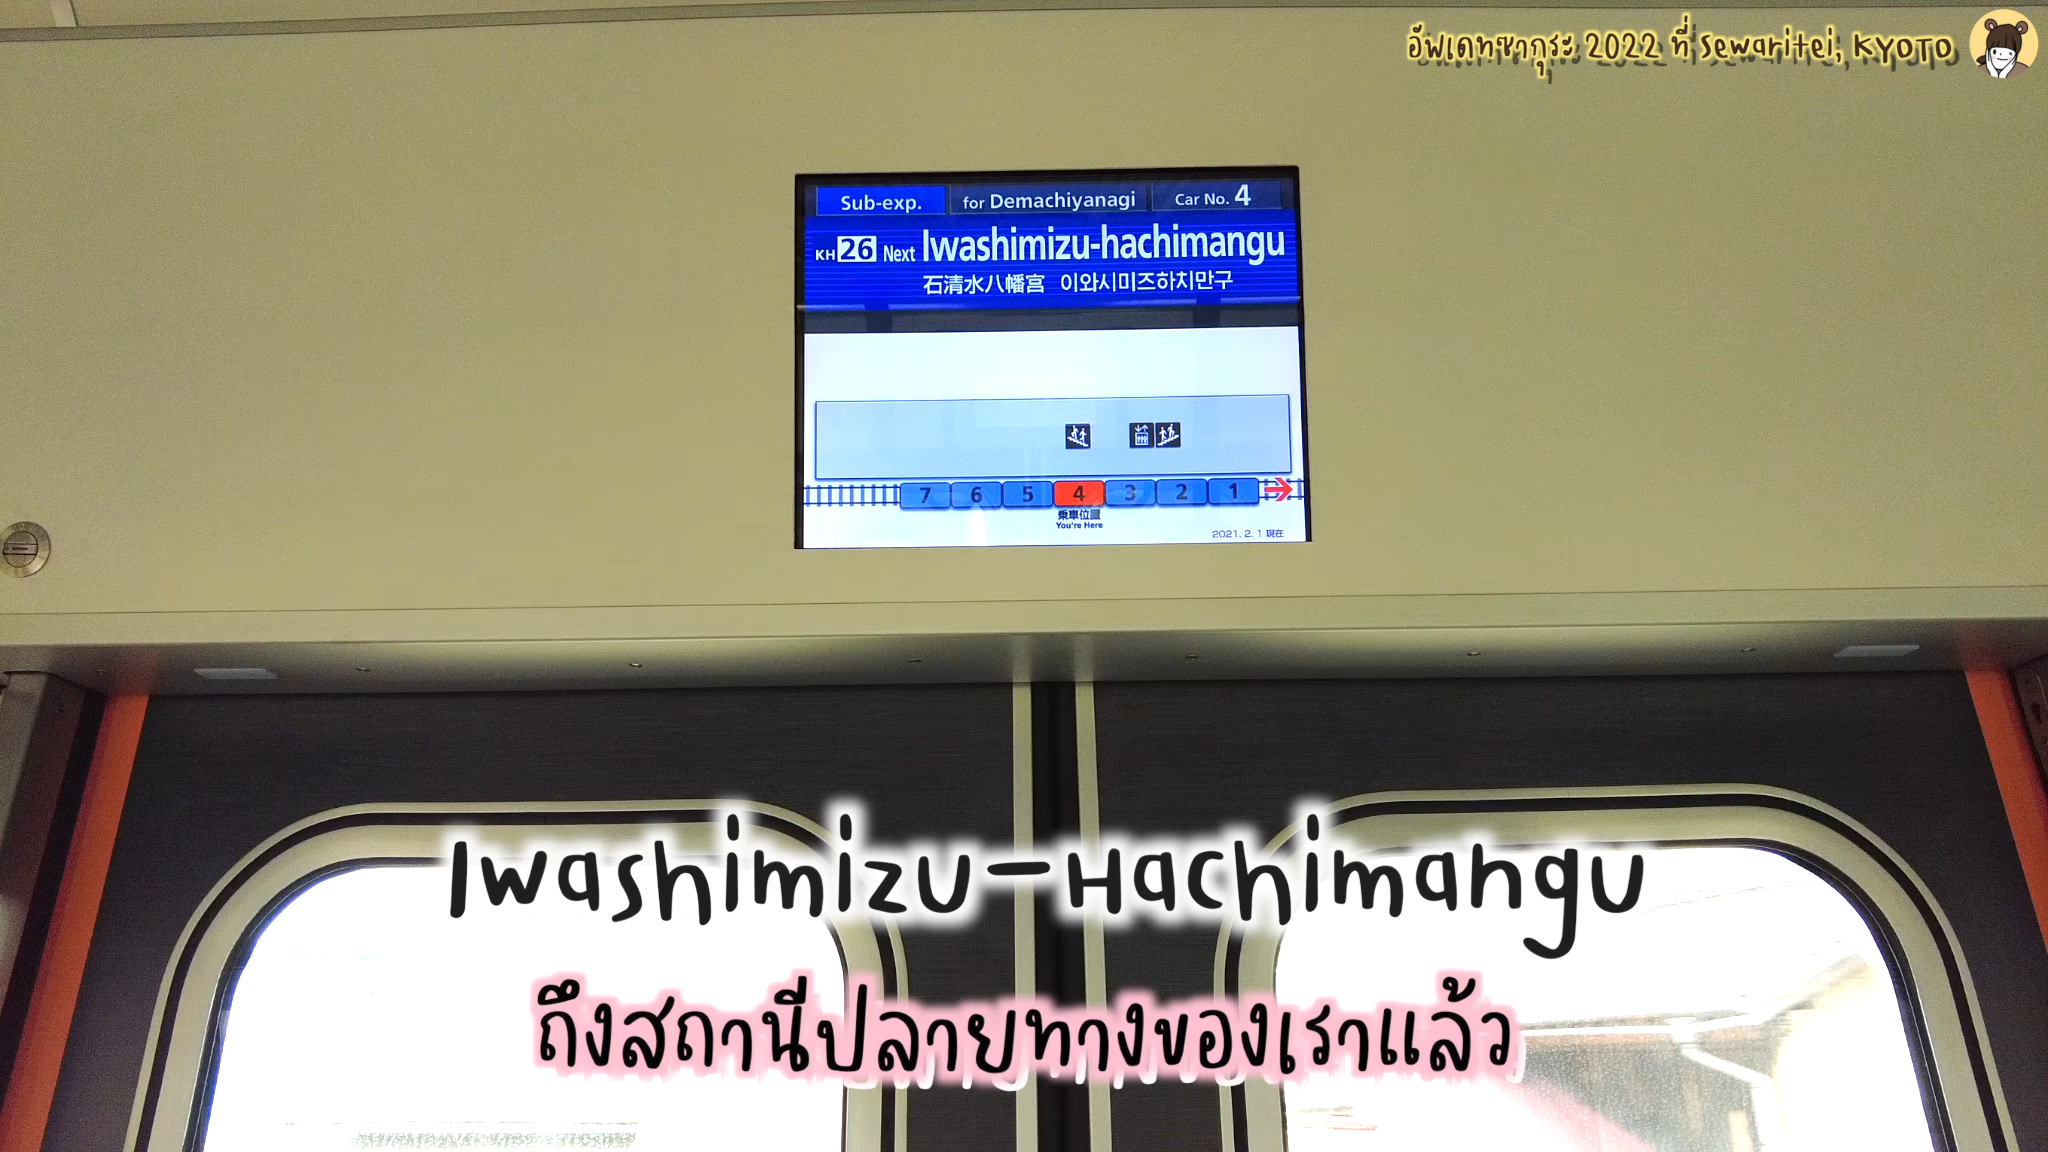 อัพเดทซากุระ 2022 ที่ Sewaritei, KYOTO
Sub-exp. for Demachiyanagi Car No. 4
KH 26 Next Iwashimizu-hachimangu
石清水八幡宮 이와시미즈하치만구
7 6 5 4 3 2 1
乗車位置
You're Here
2021. 2. 1 現在
Iwashimizu-Hachimangu
ถึงสถานีปลายทางของเราแล้ว